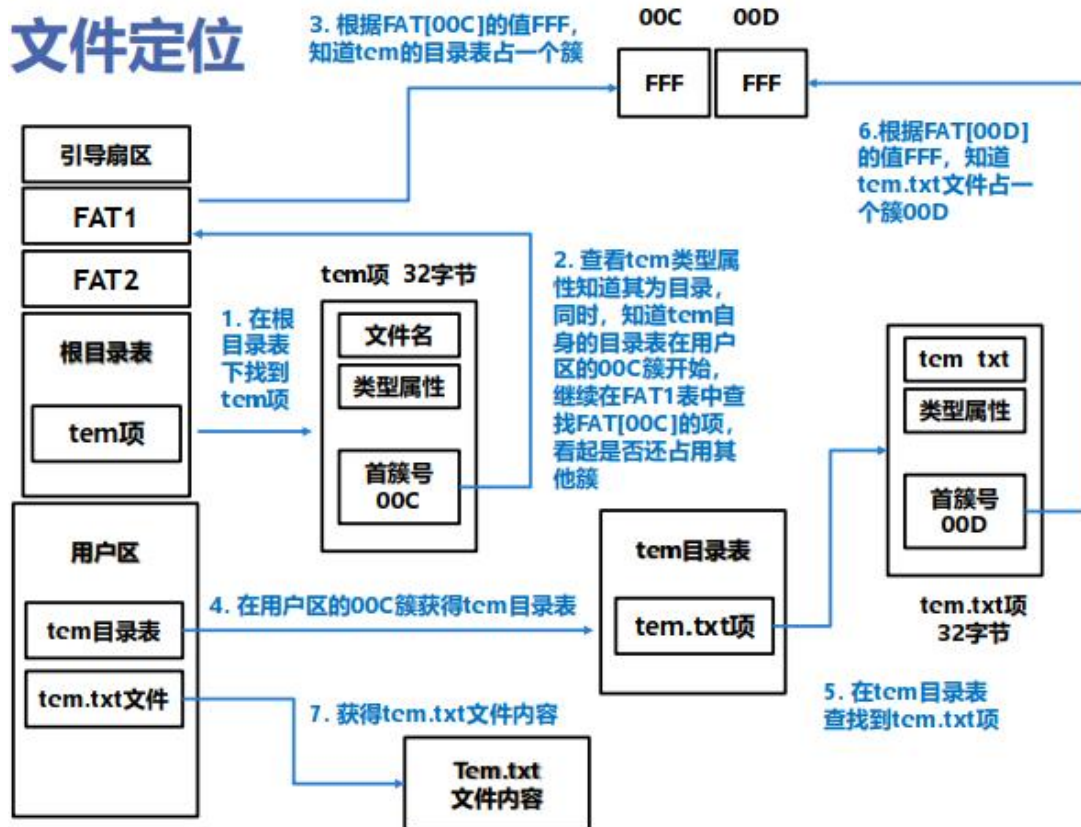 文件定位
3. 根据FAT[00C]的值FFF，
知道tem的目录表占一个簇
00C
00D
FFF
FFF
6.根据FAT[00D]
的值FFF，知道
tem.txt文件占一
个簇00D
引导扇区
FAT1
FAT2
根目录表
tem项
1. 在根
目录表
下找到
tem项
tem项 32字节
文件名
类型属性
首簇号
00C
2. 查看tem类型属
性知道其为目录，
同时，知道tem自
身的目录表在用户
区的00C簇开始，
继续在FAT1表中查
找FAT[00C]的项，
看起是否还占用其
他簇
tem txt
类型属性
首簇号
00D
tem.txt项
32字节
用户区
tem目录表
tem.txt文件
4. 在用户区的00C簇获得tem目录表
tem目录表
tem.txt项
5. 在tem目录表
查找到tem.txt项
7. 获得tem.txt文件内容
Tem.txt
文件内容